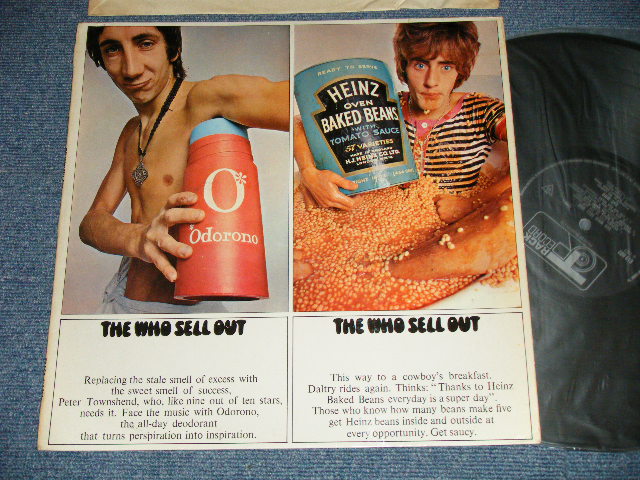 O
Odorono
READY TO SERVE
HEINZ
OVEN
BAKED BEANS
WITH
TOMATO SAUCE
57 VARIETIES
H.J. HEINZ CO. LTD.
THE WHO SELL OUT
Replacing the stale smell of excess with
the sweet smell of success,
Peter Townshend, who, like nine out of ten stars,
needs it. Face the music with Odorono,
the all-day deodorant
that turns perspiration into inspiration.
THE WHO SELL OUT
This way to a cowboy's breakfast.
Daltry rides again. Thinks: "Thanks to Heinz
Baked Beans everyday is a super day".
Those who know how many beans make five
get Heinz beans inside and outside at
every opportunity. Get saucy.